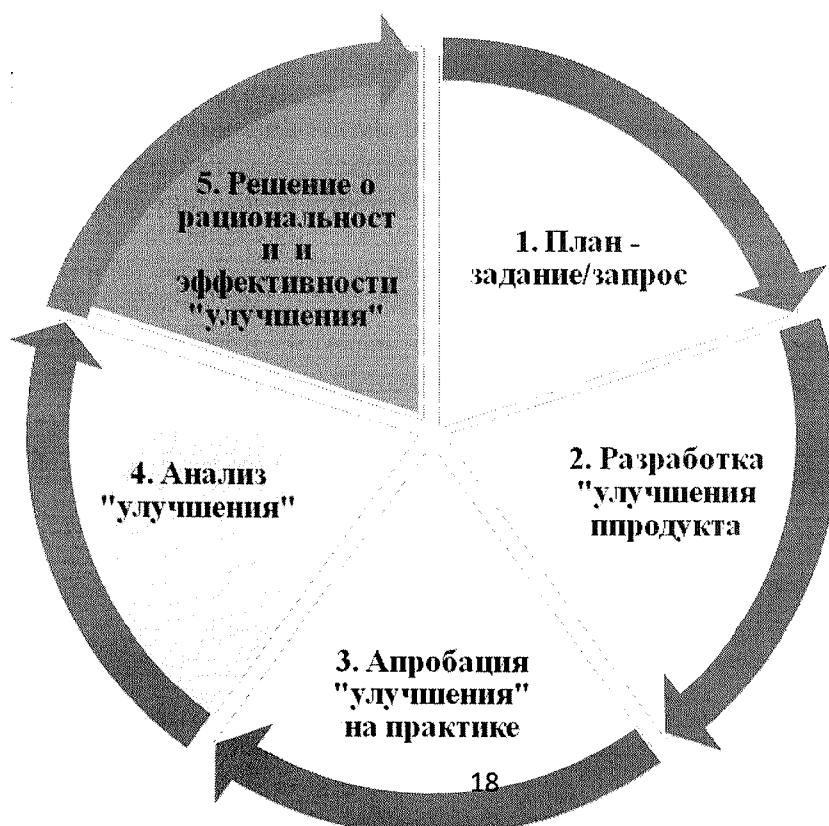 1. План -
задание/запрос
2. Разработка
"улучшения
ппродукта
3. Апробация
"улучшения"
на практике
4. Анализ
"улучшения"
5. Решение о
рациональност
и и
эффективности
"улучшения"
18